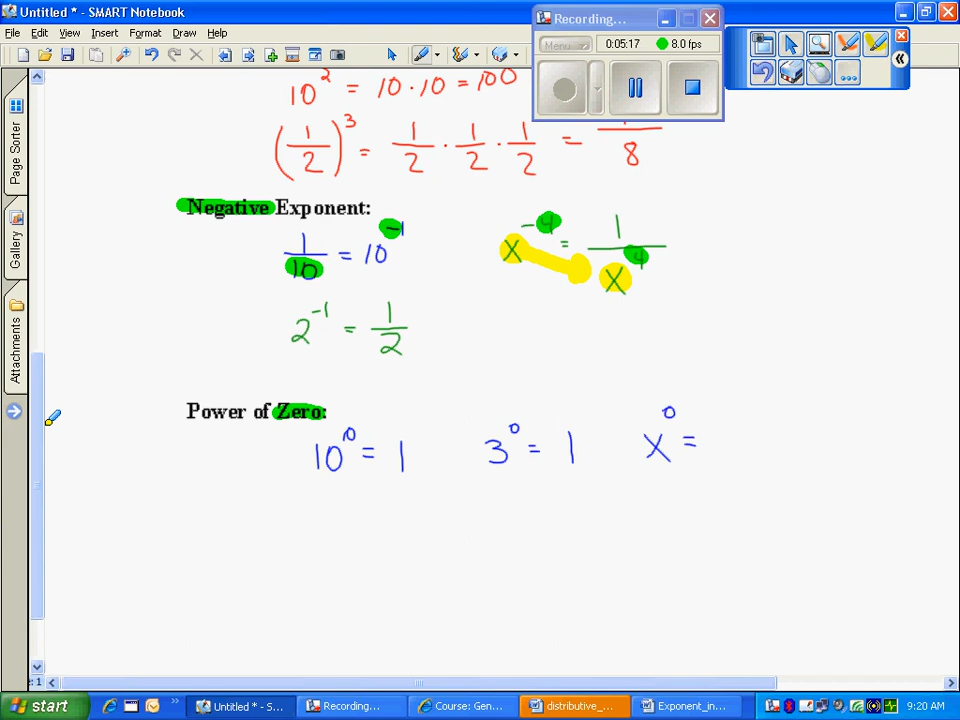 Untitled * - SMART Notebook
File Edit View Insert Format Draw Help
Recording...
Menu
0:05:17 8.0 fps
Page Sorter
Gallery
Attachments
10² = 10 · 10 = 100
(1/2)³ = 1/2 · 1/2 · 1/2 = 1/8
Negative Exponent:
1/10 = 10⁻¹ x⁻⁴ = 1/x⁴
2⁻¹ = 1/2
Power of Zero:
10⁰ = 1 3⁰ = 1 x⁰ =
: 1
start
Untitled * - S...
Recording...
Course: Gen...
distributive_...
Exponent_in...
9:20 AM